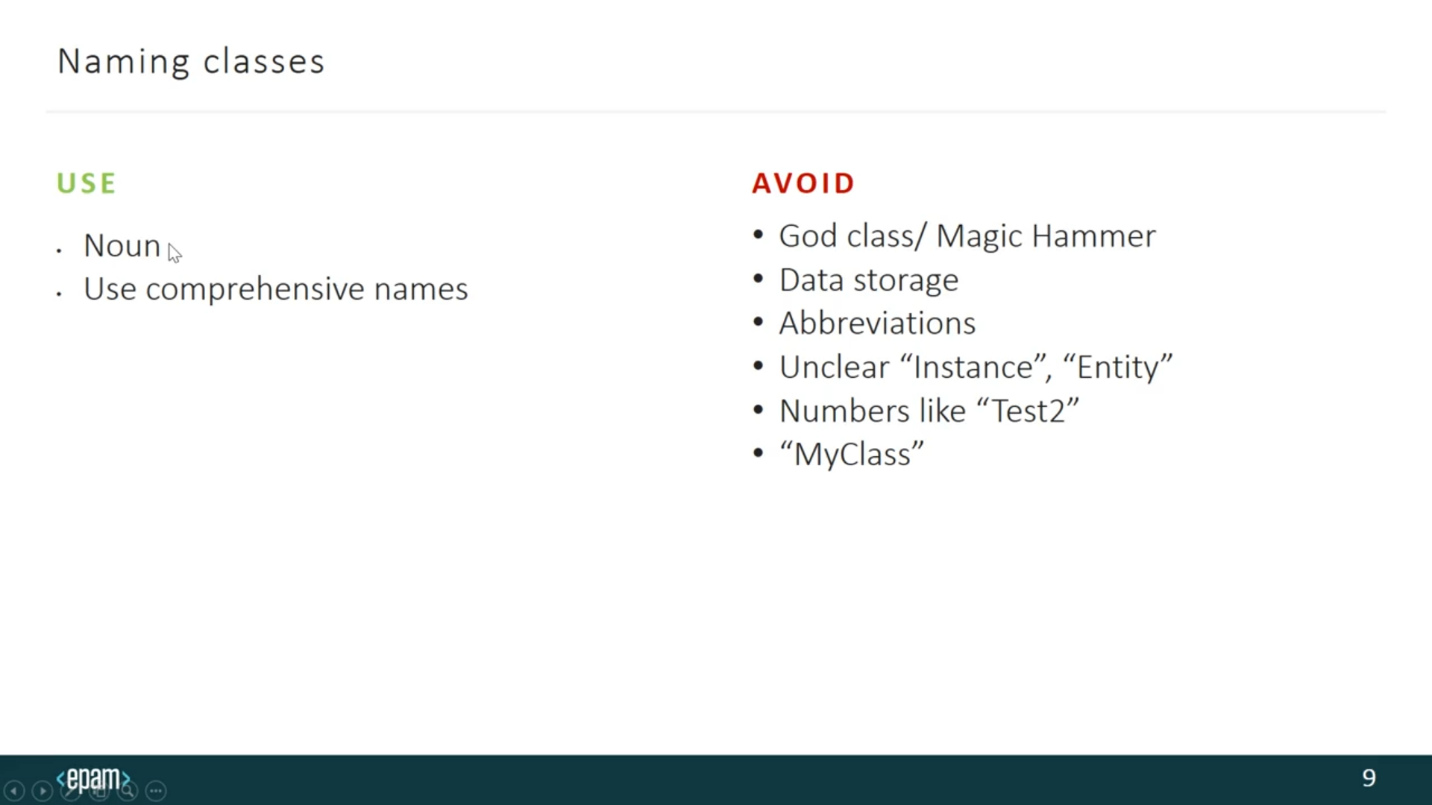 Naming classes
USE
· Noun
· Use comprehensive names
AVOID
• God class/ Magic Hammer
• Data storage
• Abbreviations
• Unclear “Instance”, “Entity”
• Numbers like “Test2”
• “MyClass”
<epam>
9